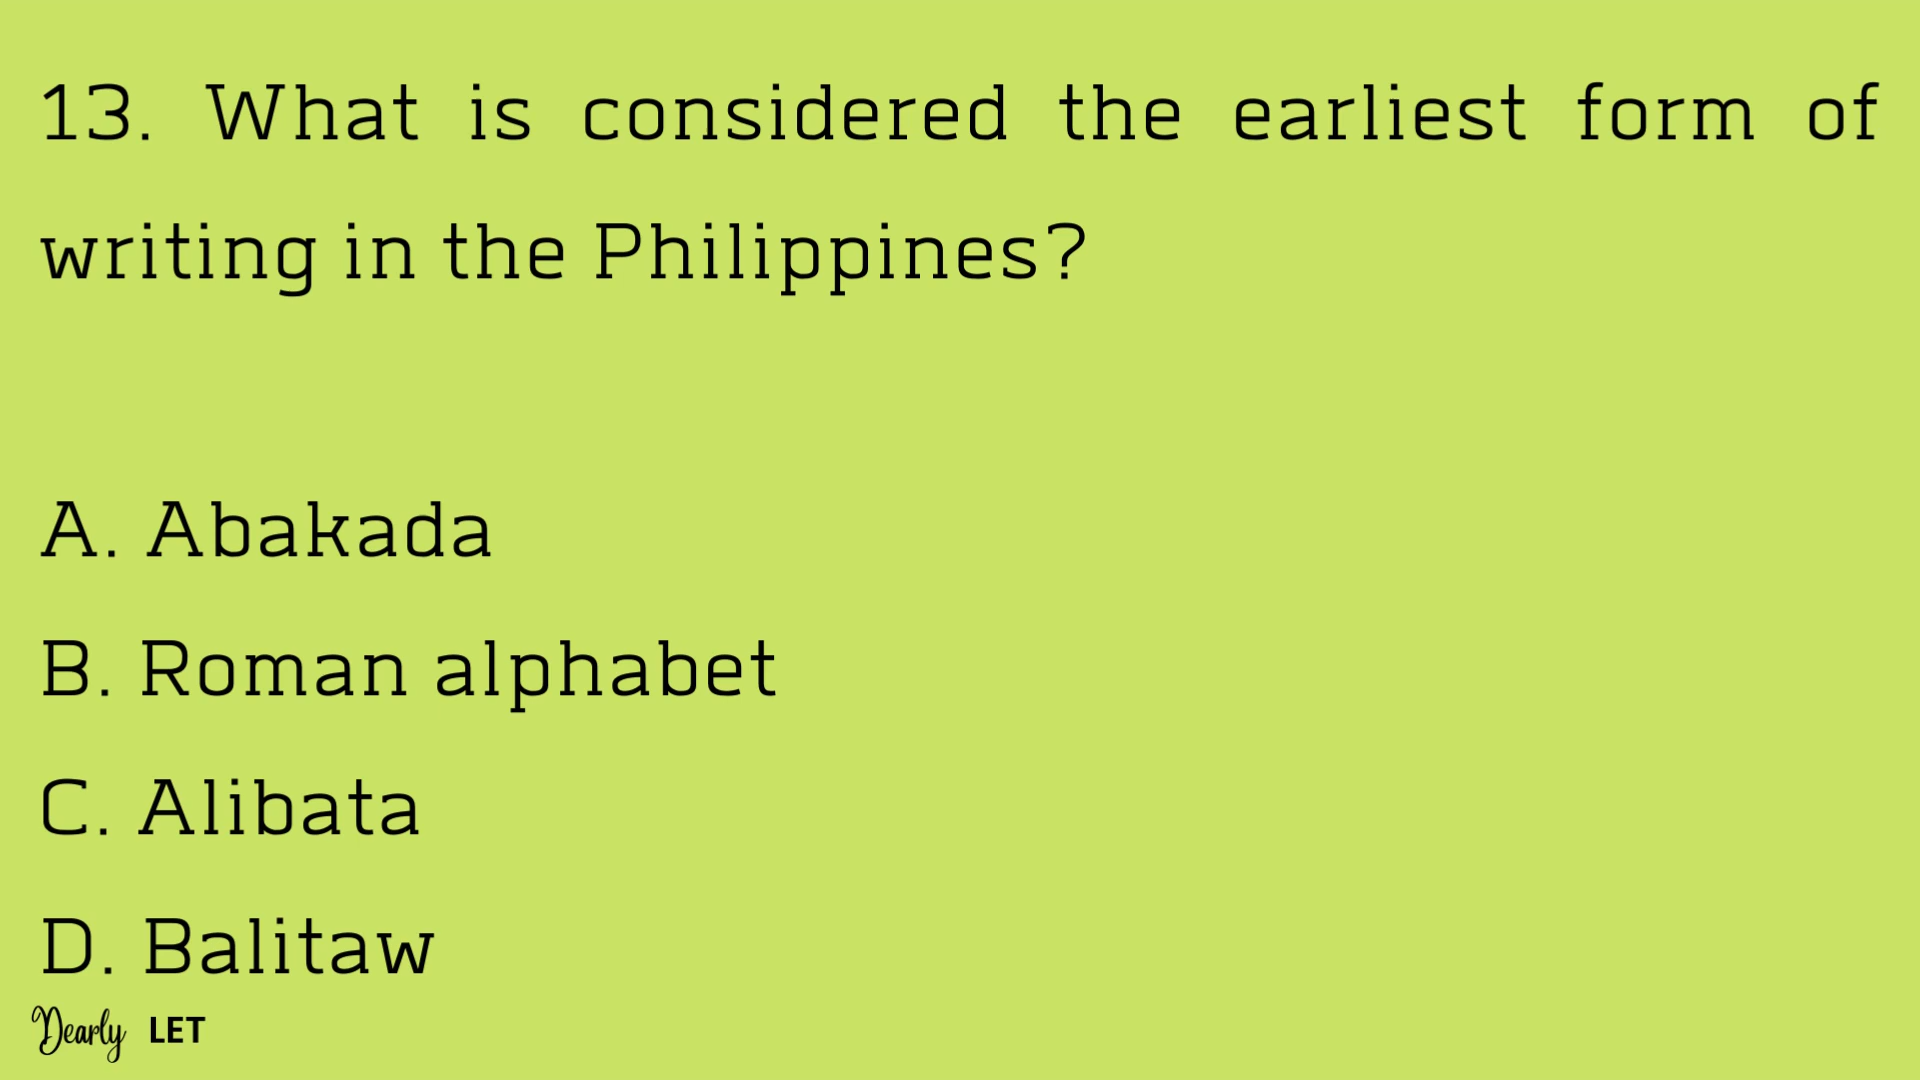 13. What is considered the earliest form of
writing in the Philippines?
A. Abakada
B. Roman alphabet
C. Alibata
D. Balitaw
Dearly LET